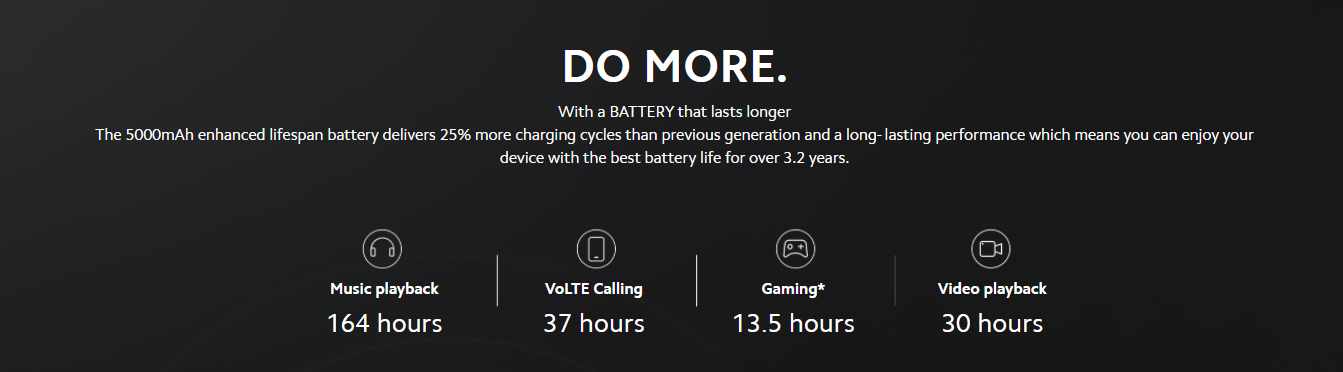 DO MORE.
With a BATTERY that lasts longer
The 5000mAh enhanced lifespan battery delivers 25% more charging cycles than previous generation and a long- lasting performance which means you can enjoy your
device with the best battery life for over 3.2 years.
Music playback
164 hours
VoLTE Calling
37 hours
Gaming*
13.5 hours
Video playback
30 hours